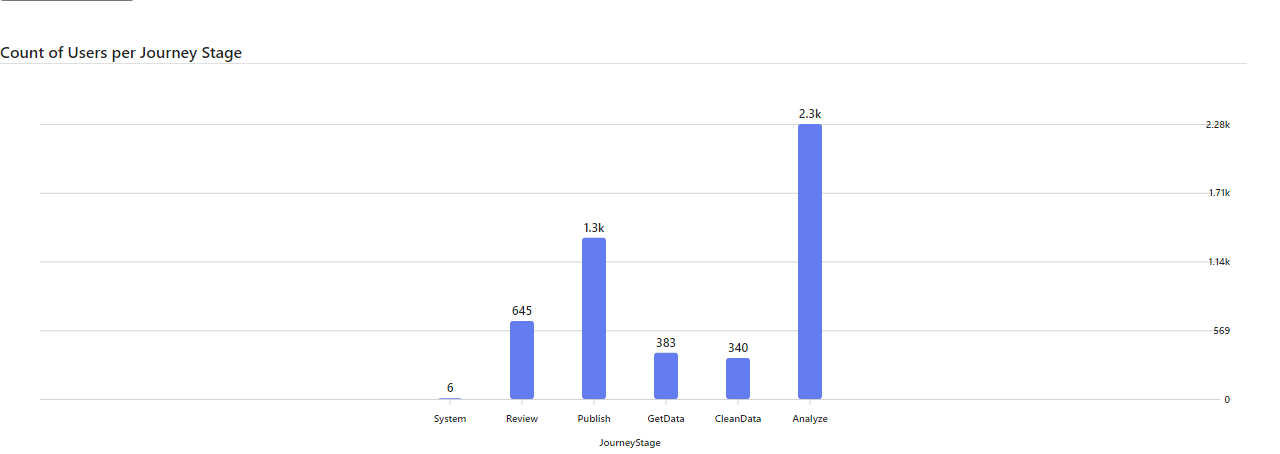 Count of Users per Journey Stage
2.3k
2.28k
1.71k
1.3k
1.14k
645
569
383
340
6
0
System Review Publish GetData CleanData Analyze
JourneyStage